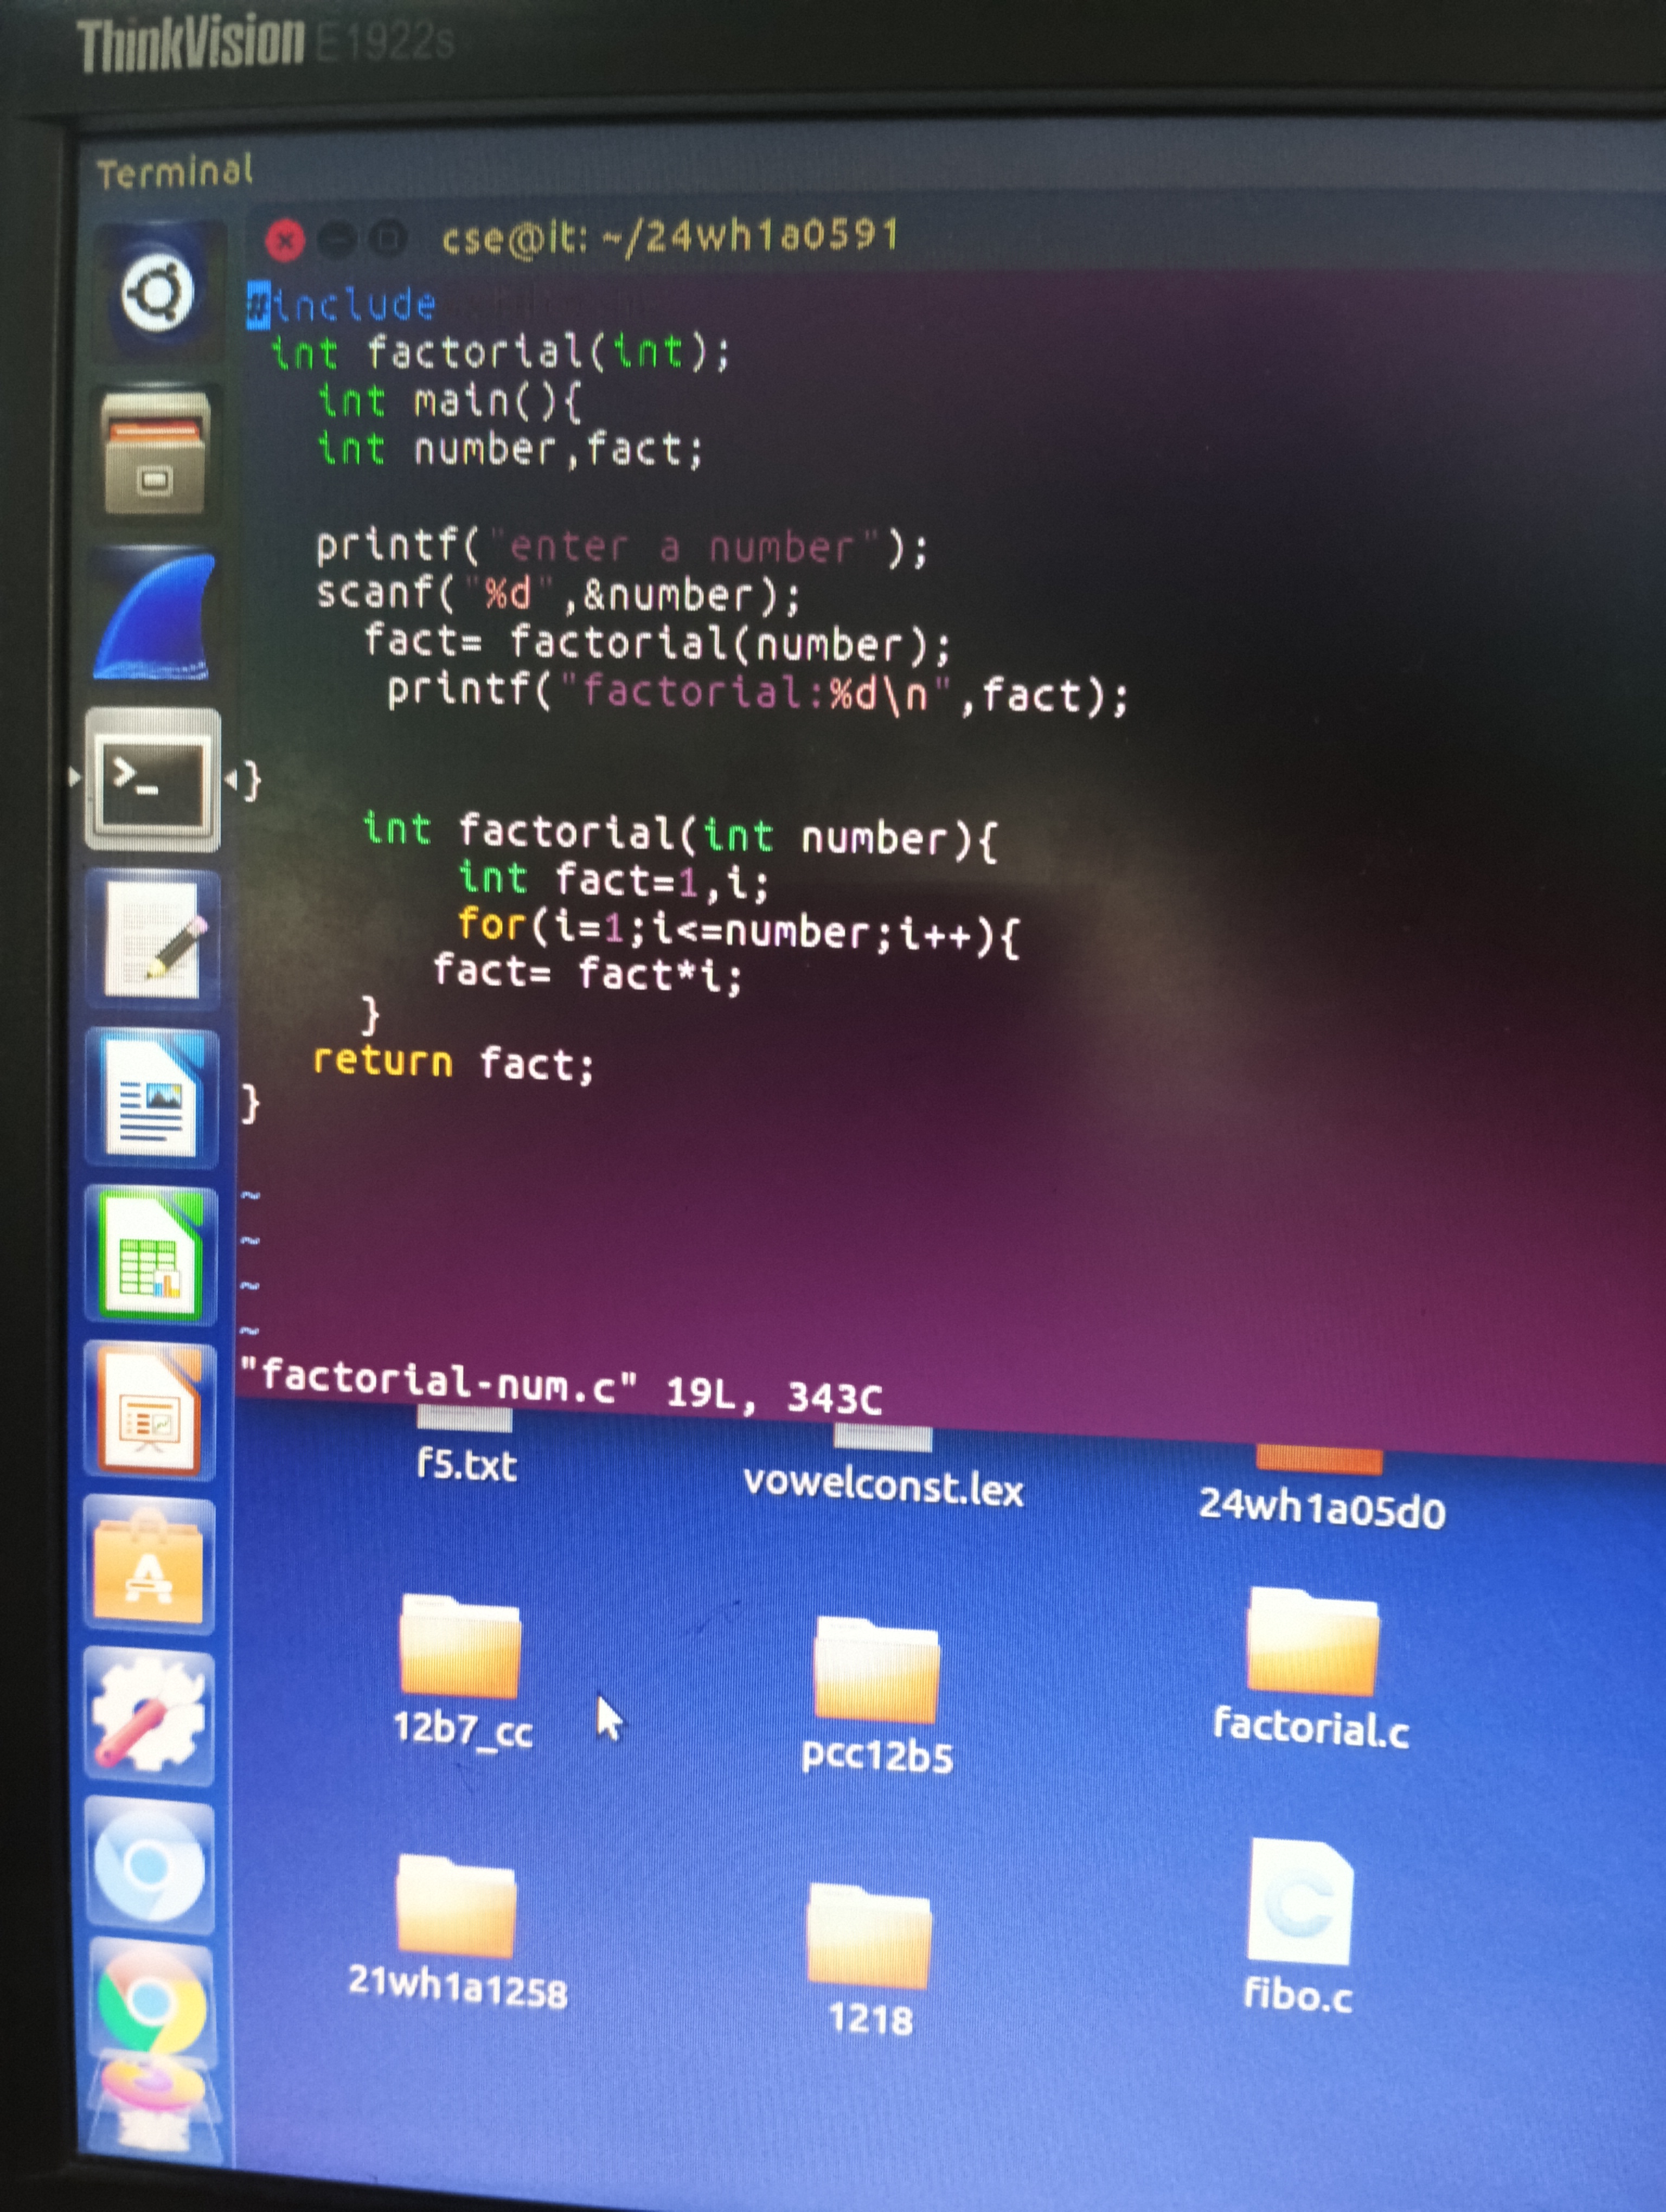 ThinkVision E1922s
Terminal
cse@it: ~/24wh1a0591
#include
int factorial(int);
int main(){
int number,fact;
printf("enter a number");
scanf("%d",&number);
fact= factorial(number);
printf("factorial:%d\n",fact);
}
int factorial(int number){
int fact=1,i;
for(i=1;i<=number;i++){
fact= fact*i;
}
return fact;
}
~
~
~
~
"factorial-num.c" 19L, 343C
f5.txt
vowelconst.lex
24wh1a05d0
12b7_cc
pcc12b5
factorial.c
21wh1a1258
1218
fibo.c